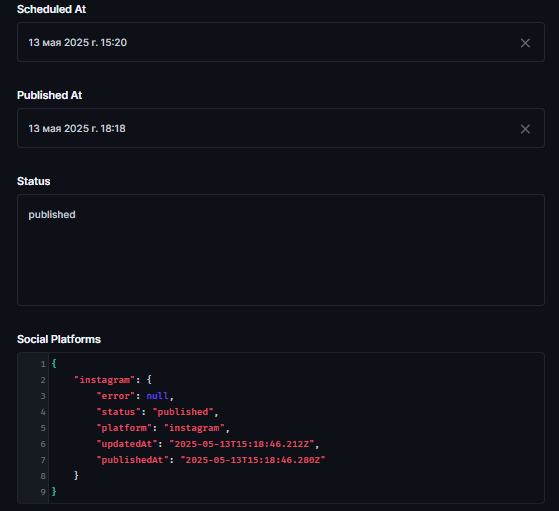 Scheduled At
13 мая 2025 г. 15:20
Published At
13 мая 2025 г. 18:18
Status
published
Social Platforms
1 {
2 "instagram": {
3 "error": null,
4 "status": "published",
5 "platform": "instagram",
6 "updatedAt": "2025-05-13T15:18:46.212Z",
7 "publishedAt": "2025-05-13T15:18:46.280Z"
8 }
9 }